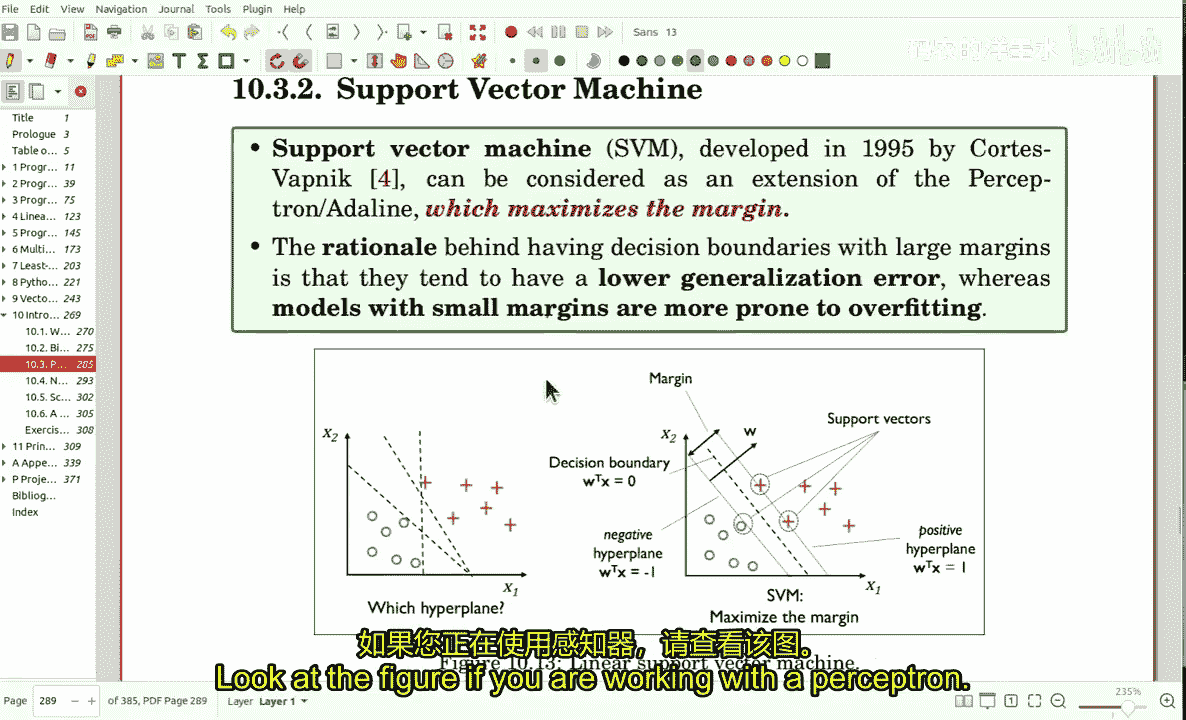 File Edit View Navigation Journal Tools Plugin Help
Sans 13
Title 1
Prologue 3
Table o... 5
1 Progr... 11
2 Progr... 39
3 Progr... 75
4 Linea... 123
5 Progr... 145
6 Multi... 173
7 Least-... 203
8 Pytho... 221
9 Vecto... 243
10 Intro... 269
10.1. W... 270
10.2. Bi... 275
10.3. P... 285
10.4. N... 293
10.5. Sc... 302
10.6. A ... 305
Exercis... 308
11 Prin... 309
A Appe... 339
P Proje... 371
Bibliog...
Index
10.3.2. Support Vector Machine
• Support vector machine (SVM), developed in 1995 by Cortes-
Vapnik [4], can be considered as an extension of the Percep-
tron/Adaline, which maximizes the margin.
• The rationale behind having decision boundaries with large margins
is that they tend to have a lower generalization error, whereas
models with small margins are more prone to overfitting.
X2
X1
Which hyperplane?
Margin
Support vectors
w
X2
Decision boundary
wᵀx = 0
negative
hyperplane
wᵀx = -1
positive
hyperplane
wᵀx = 1
X1
SVM:
Maximize the margin
Figure 10.13: Linear support vector machine.
如果您正在使用感知器，请查看该图。
Look at the figure if you are working with a perceptron.
Page 289 of 385, PDF Page 289 Layer Layer 1
235%